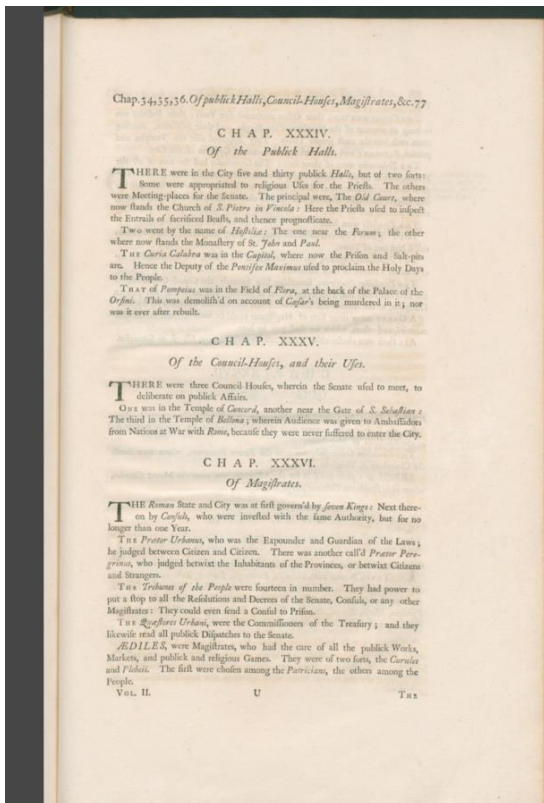 Chap.34,35,36. Of publick Halls, Council-Houſes, Magiſtrates, &c. 77
CHAP. XXXIV.
Of the Publick Halls.
THERE were in the City five and thirty publick Halls, but of two ſorts:
Some were appropriated to religious Uſes for the Prieſts. The others
were Meeting-places for the Senate. The principal were, The Old Court, where
now ſtands the Church of S. Pietro in Vincola: Here the Prieſts uſed to inſpect
the Entrails of ſacrificed Beaſts, and thence prognoſticate.
Two went by the name of Hoſtiliæ: The one near the Forum; the other
where now ſtands the Monaſtery of St. John and Paul.
THE Curia Calabra was in the Capitol, where now the Priſon and Salt-pits
are. Hence the Deputy of the Pontifex Maximus uſed to proclaim the Holy Days
to the People.
THAT of Pompeius was in the Field of Flora, at the back of the Palace of the
Orſini. This was demoliſh'd on account of Cæſar's being murdered in it; nor
was it ever after rebuilt.
CHAP. XXXV.
Of the Council-Houſes, and their Uſes.
THERE were three Council-Houſes, wherein the Senate uſed to meet, to
deliberate on publick Affairs.
ONE was in the Temple of Concord, another near the Gate of S. Sebaſtian:
The third in the Temple of Bellona; wherein Audience was given to Ambaſſadors
from Nations at War with Rome, becauſe they were never ſuffered to enter the City.
CHAP. XXXVI.
Of Magiſtrates.
THE Roman State and City was at firſt govern'd by ſeven Kings: Next there-
on by Conſuls, who were inveſted with the ſame Authority, but for no
longer than one Year.
THE Prætor Urbanus, who was the Expounder and Guardian of the Laws;
he judged between Citizen and Citizen. There was another call'd Prætor Pere-
grinus, who judged betwixt the Inhabitants of the Provinces, or betwixt Citizens
and Strangers.
THE Tribunes of the People were fourteen in number. They had power to
put a ſtop to all the Reſolutions and Decrees of the Senate, Conſuls, or any other
Magiſtrates: They could even ſend a Conſul to Priſon.
THE Quæſtores Urbani, were the Commiſſioners of the Treaſury; and they
likewiſe read all publick Diſpatches to the Senate.
ÆDILES, were Magiſtrates, who had the care of all the publick Works,
Markets, and publick and religious Games. They were of two ſorts, the Curules
and Plebeii. The firſt were choſen among the Patricians, the others among the
People.
VOL. II. U THE